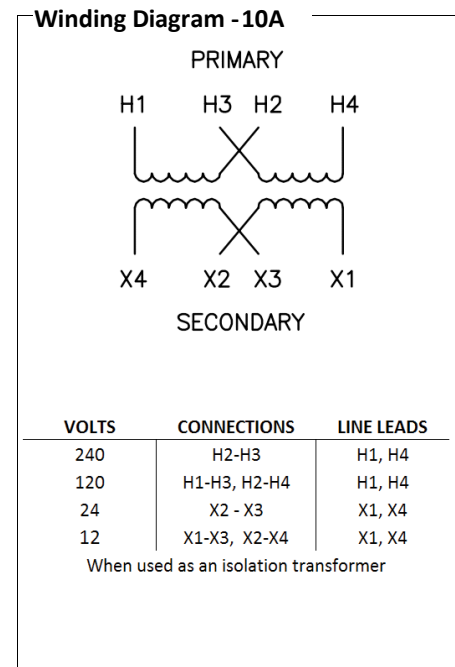 Winding Diagram -10A
PRIMARY
H1 H3 H2 H4
X4 X2 X3 X1
SECONDARY
VOLTS CONNECTIONS LINE LEADS
240 H2-H3 H1, H4
120 H1-H3, H2-H4 H1, H4
24 X2 - X3 X1, X4
12 X1-X3, X2-X4 X1, X4
When used as an isolation transformer